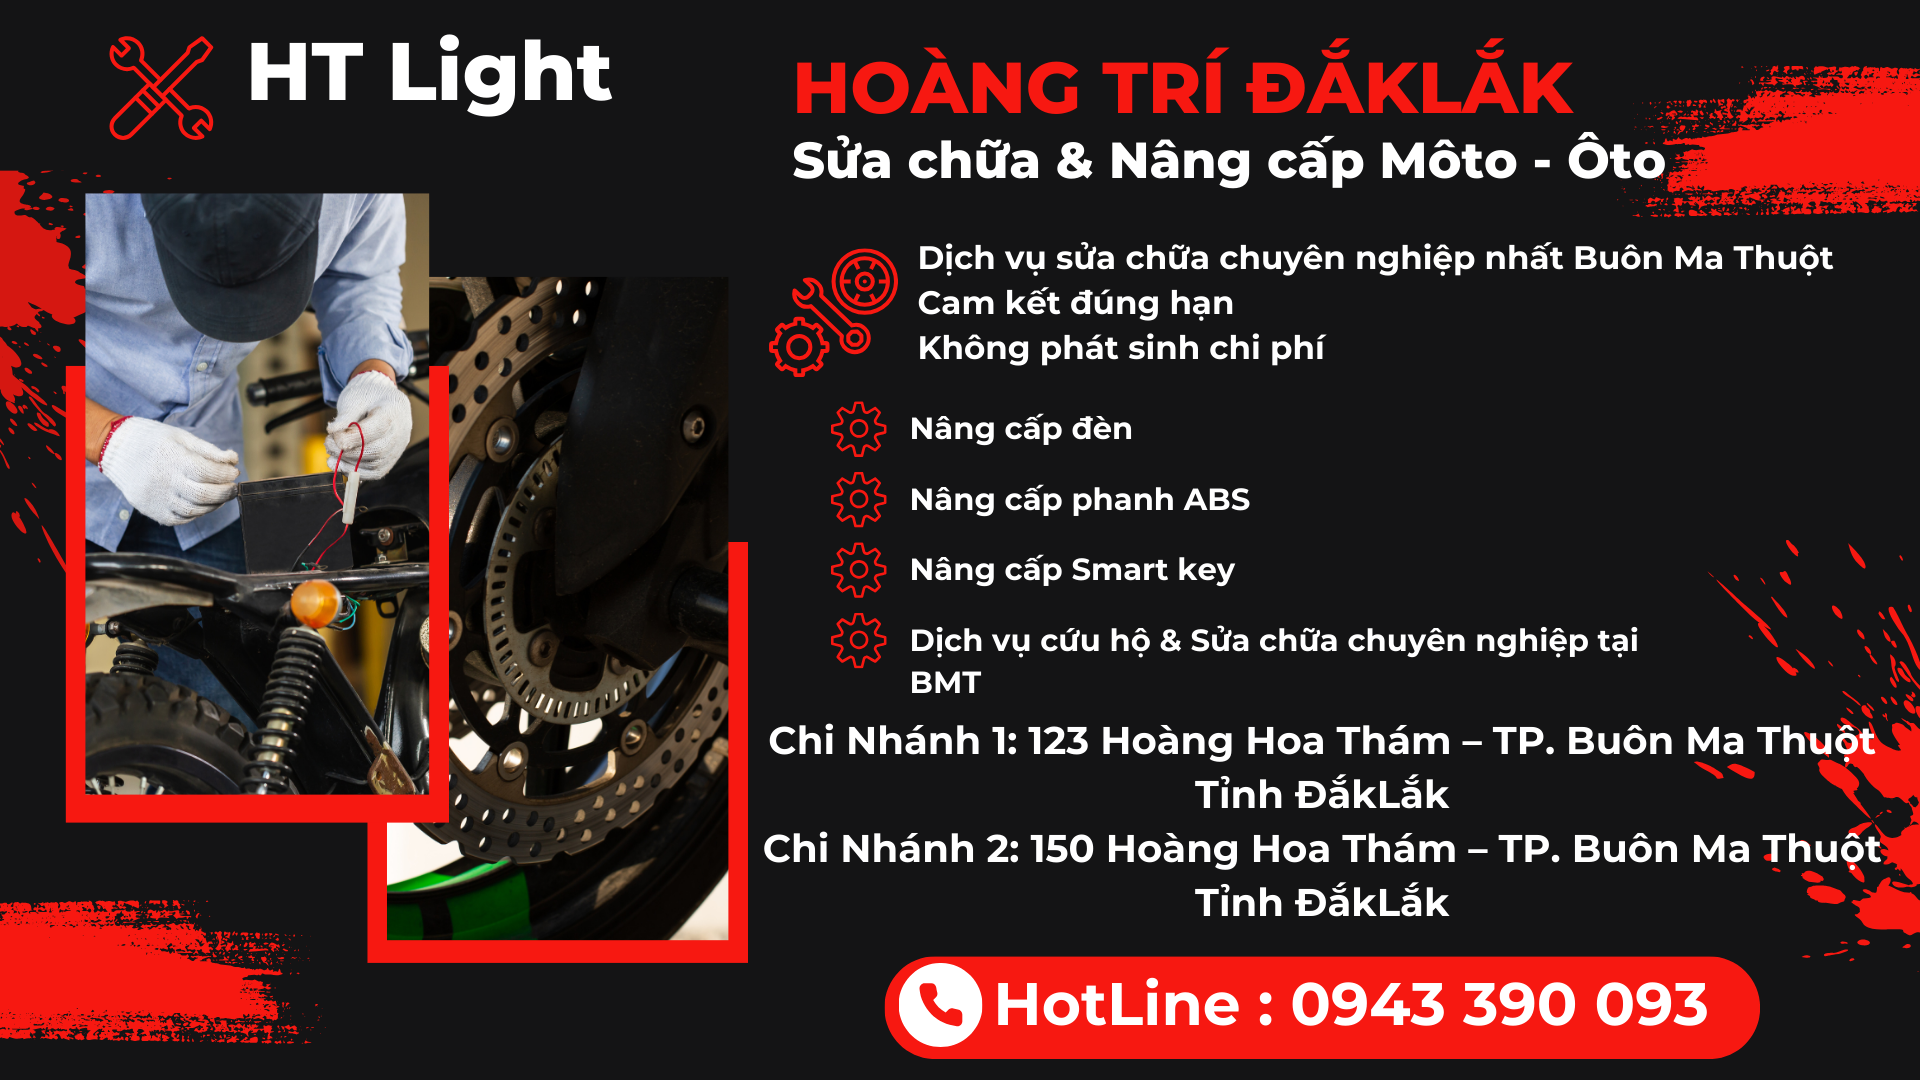 HT Light
HOÀNG TRÍ ĐẮKLẮK
Sửa chữa & Nâng cấp Môto - Ôto
Dịch vụ sửa chữa chuyên nghiệp nhất Buôn Ma Thuột
Cam kết đúng hạn
Không phát sinh chi phí
Nâng cấp đèn
Nâng cấp phanh ABS
Nâng cấp Smart key
Dịch vụ cứu hộ & Sửa chữa chuyên nghiệp tại
BMT
Chi Nhánh 1: 123 Hoàng Hoa Thám – TP. Buôn Ma Thuột
Tỉnh ĐắkLắk
Chi Nhánh 2: 150 Hoàng Hoa Thám – TP. Buôn Ma Thuột
Tỉnh ĐắkLắk
HotLine : 0943 390 093